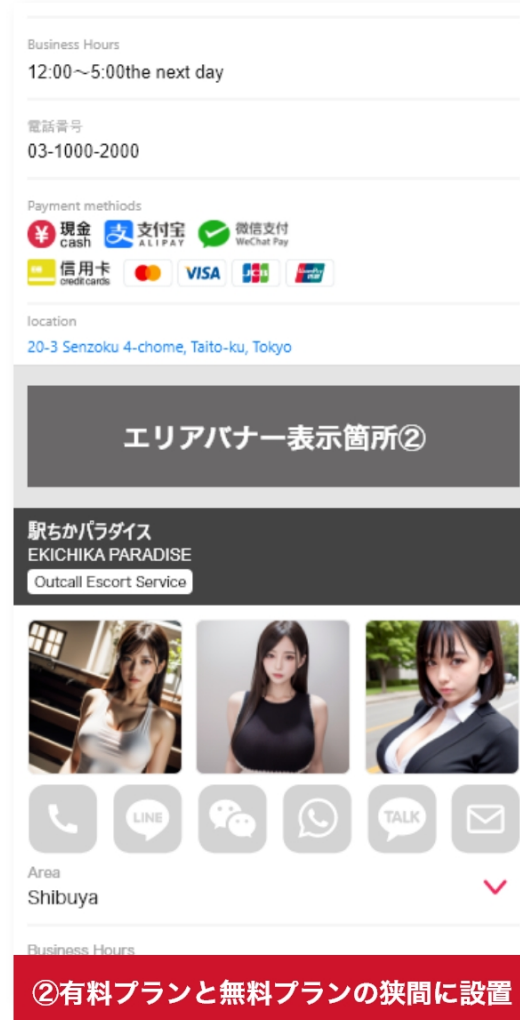 Business Hours
12:00～5:00the next day
電話番号
03-1000-2000
Payment methiods
現金 cash 支付宝 ALIPAY 微信支付 WeChat Pay
信用卡 credit cards VISA JCB UnionPay 银联
location
20-3 Senzoku 4-chome, Taito-ku, Tokyo
エリアバナー表示箇所②
駅ちかパラダイス
EKICHIKA PARADISE
Outcall Escort Service
LINE TALK
Area
Shibuya
Business Hours
②有料プランと無料プランの狭間に設置